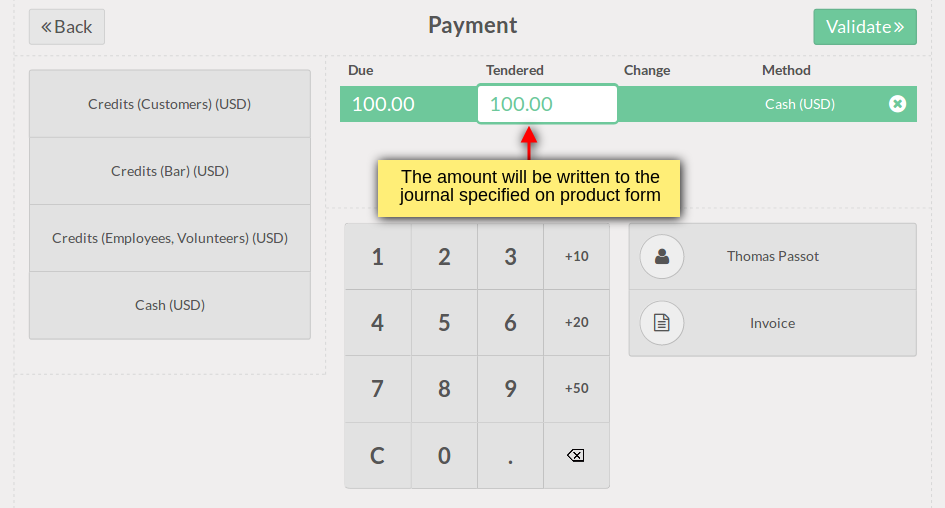 Back
Payment
Validate
Credits (Customers) (USD)
Credits (Bar) (USD)
Credits (Employees, Volunteers) (USD)
Cash (USD)
Due Tendered Change Method
100.00 100.00 Cash (USD)
The amount will be written to the
journal specified on product form
1 2 3 +10
4 5 6 +20
7 8 9 +50
C 0 .
Thomas Passot
Invoice